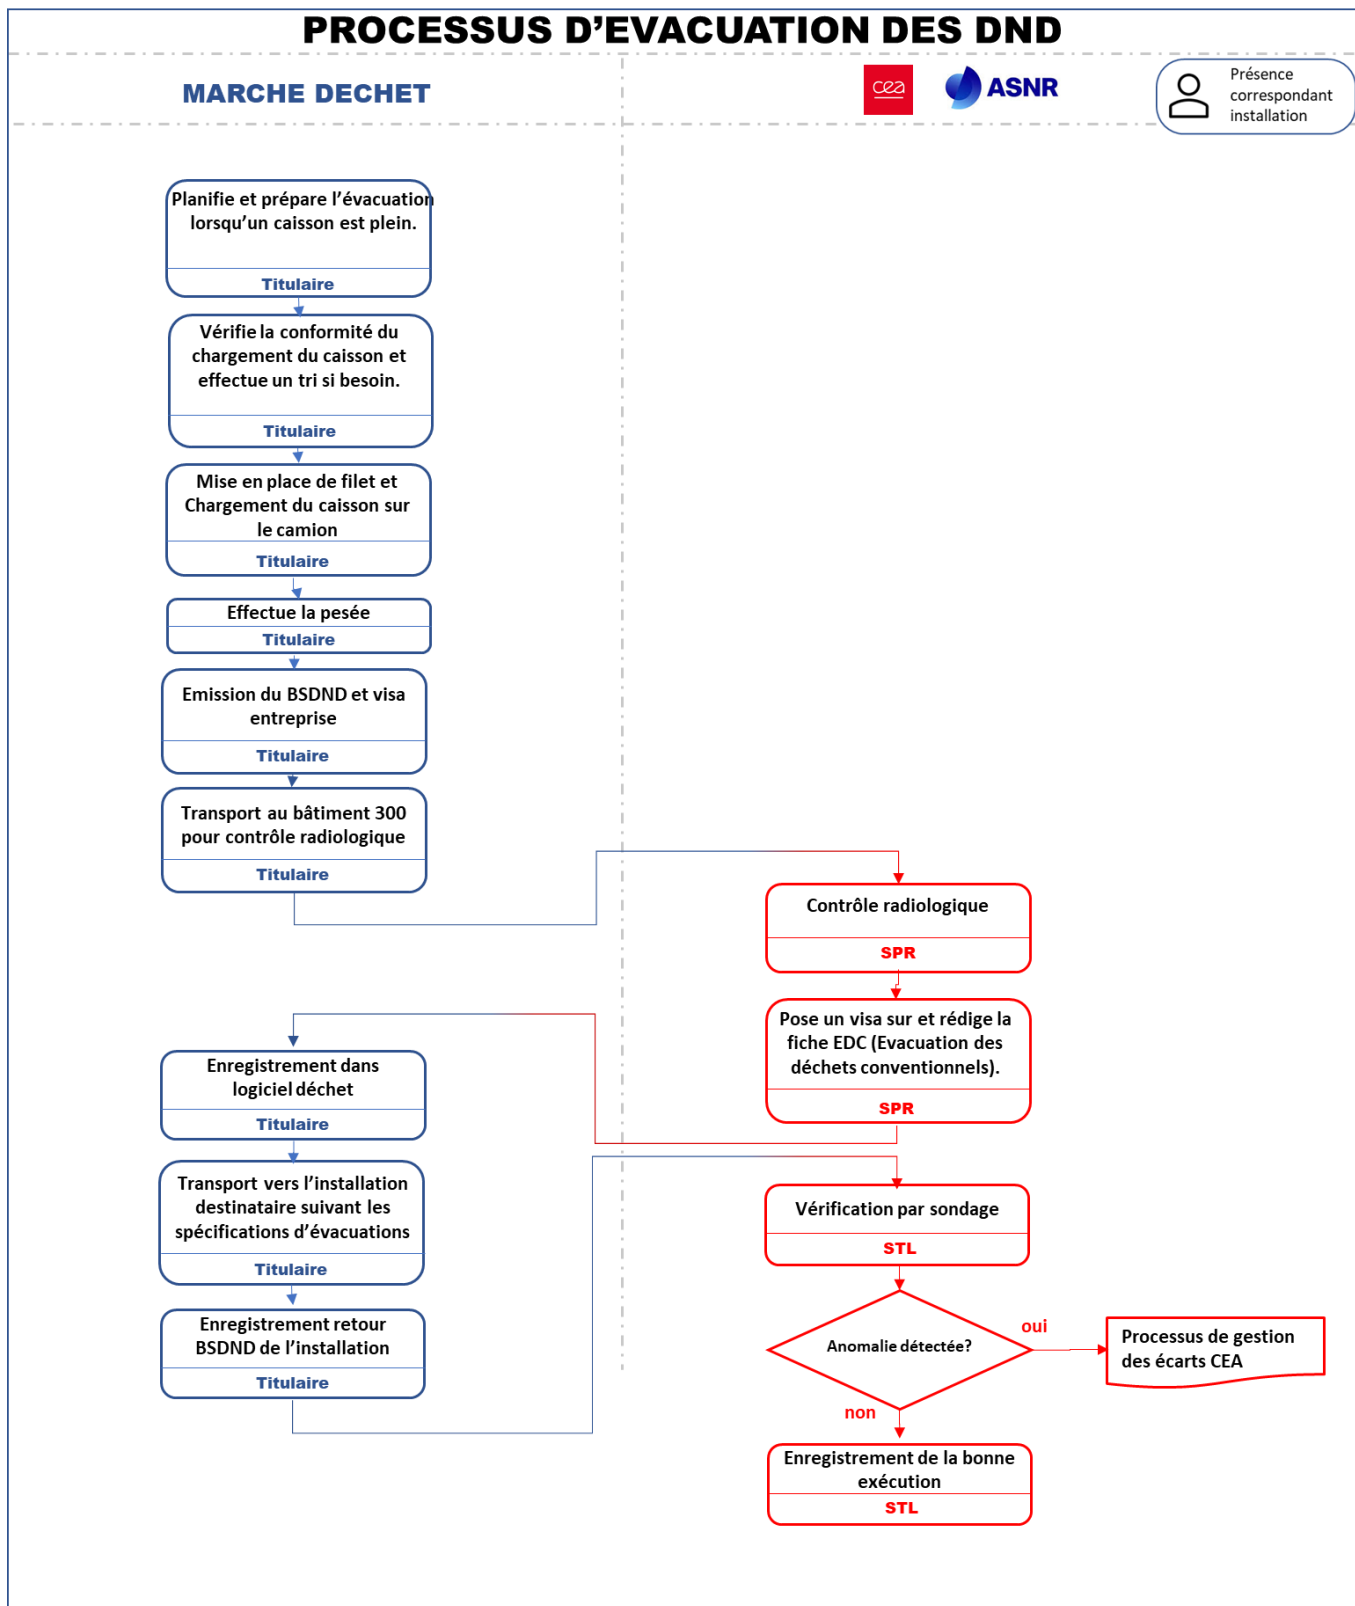 PROCESSUS D'EVACUATION DES DND
MARCHE DECHET
cea
ASNR
Présence
correspondant
installation
Planifie et prépare l'évacuation
lorsqu'un caisson est plein.
Titulaire
Vérifie la conformité du
chargement du caisson et
effectue un tri si besoin.
Titulaire
Mise en place de filet et
Chargement du caisson sur
le camion
Titulaire
Effectue la pesée
Titulaire
Emission du BSDND et visa
entreprise
Titulaire
Transport au bâtiment 300
pour contrôle radiologique
Titulaire
Contrôle radiologique
SPR
Pose un visa sur et rédige la
fiche EDC (Evacuation des
déchets conventionnels).
SPR
Enregistrement dans
logiciel déchet
Titulaire
Transport vers l'installation
destinataire suivant les
spécifications d'évacuations
Titulaire
Enregistrement retour
BSDND de l'installation
Titulaire
Vérification par sondage
STL
Anomalie détectée?
oui
Processus de gestion
des écarts CEA
non
Enregistrement de la bonne
exécution
STL